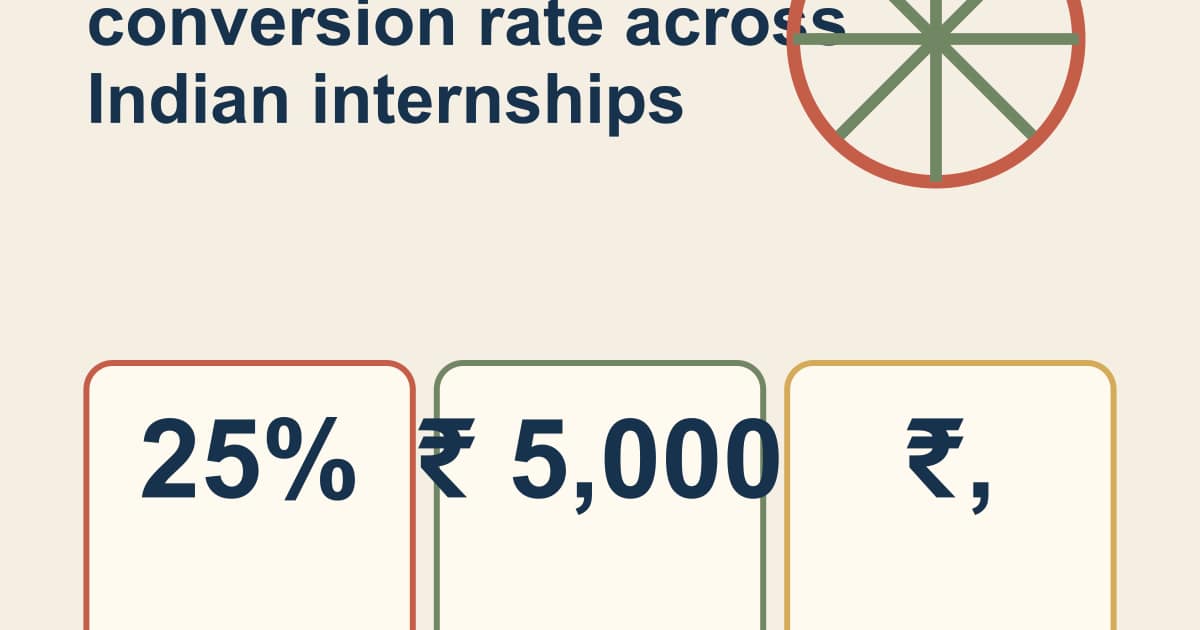 conversion rate across
Indian internships
25%
₹ 5,000
₹,